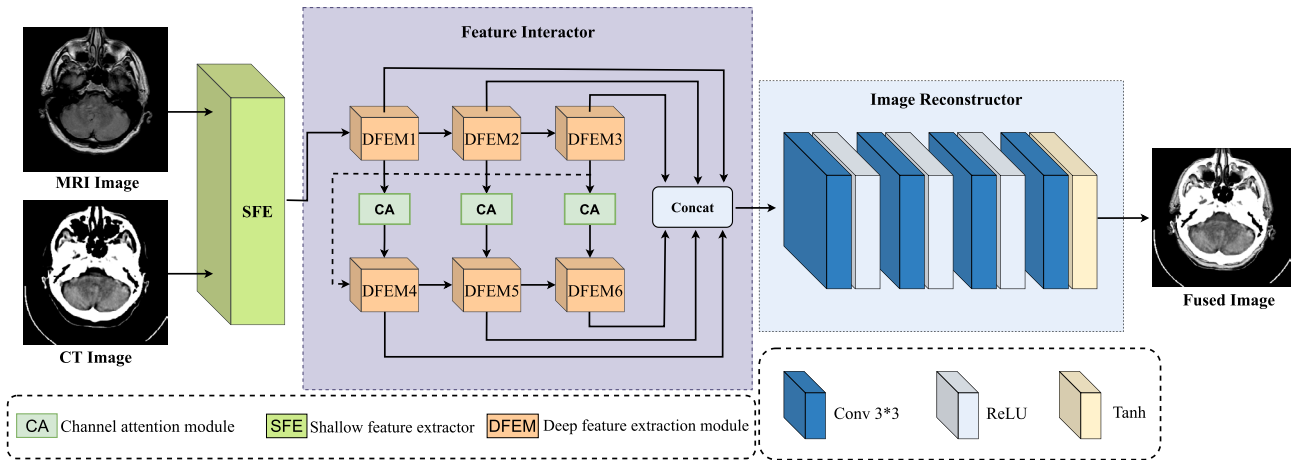 Feature Interactor
MRI Image
CT Image
SFE
DFEM1
DFEM2
DFEM3
CA
CA
CA
DFEM4
DFEM5
DFEM6
Concat
Image Reconstructor
Fused Image
CA Channel attention module
SFE Shallow feature extractor
DFEM Deep feature extraction module
Conv 3*3
ReLU
Tanh